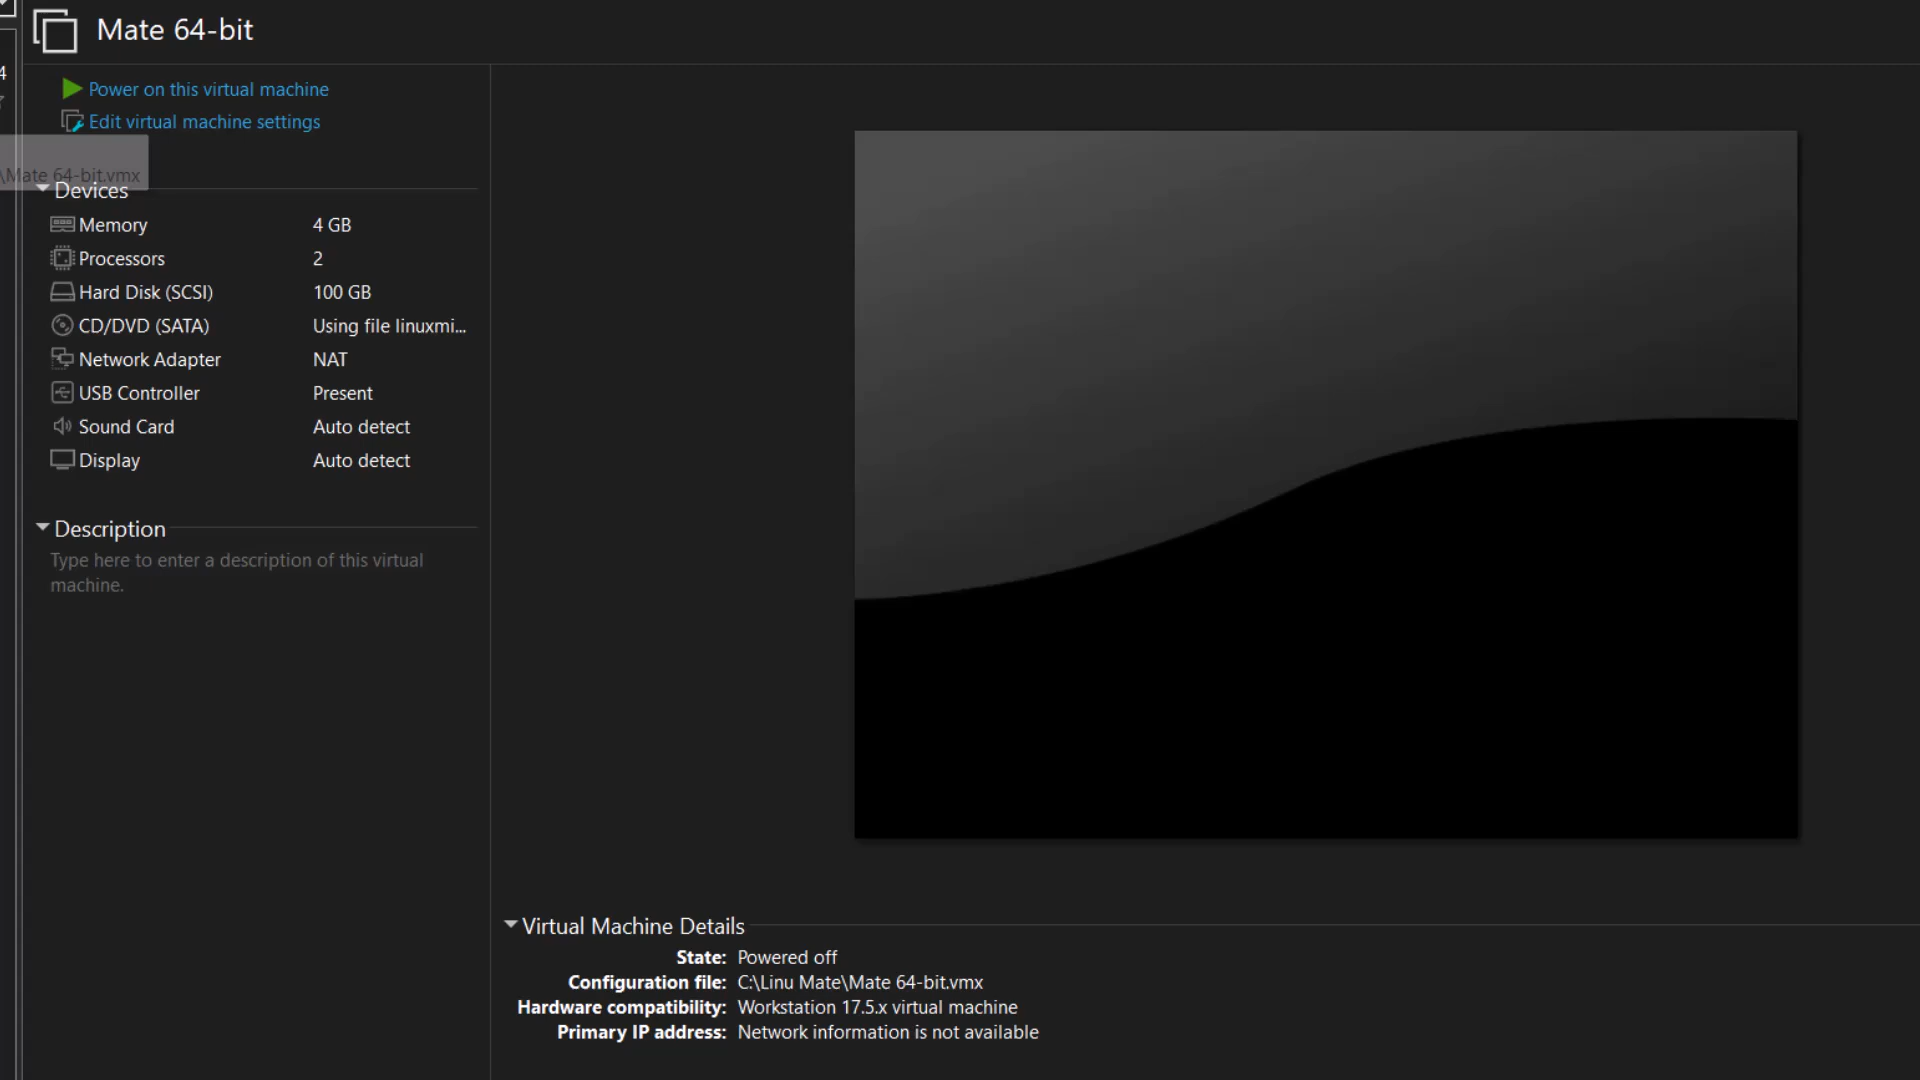 Mate 64-bit
4
Power on this virtual machine
Edit virtual machine settings
\Mate 64-bit.vmx
Devices
Memory 4 GB
Processors 2
Hard Disk (SCSI) 100 GB
CD/DVD (SATA) Using file linuxmi...
Network Adapter NAT
USB Controller Present
Sound Card Auto detect
Display Auto detect
Description
Type here to enter a description of this virtual
machine.
Virtual Machine Details
State: Powered off
Configuration file: C:\Linu Mate\Mate 64-bit.vmx
Hardware compatibility: Workstation 17.5.x virtual machine
Primary IP address: Network information is not available